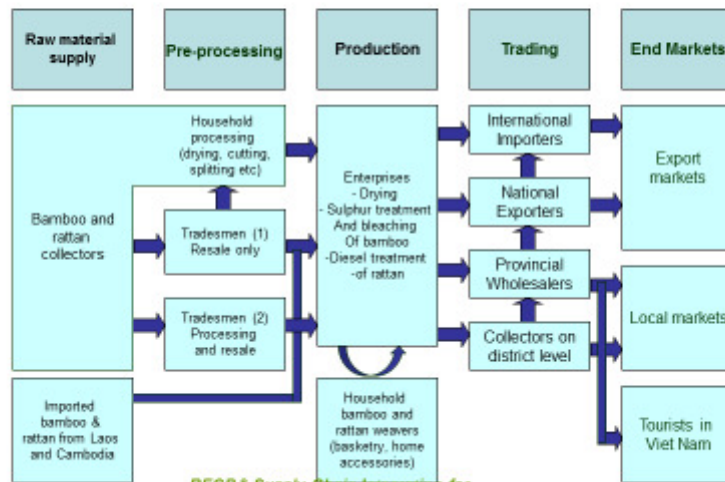 Raw material
supply
Pre-processing
Production
Trading
End Markets
Household
processing
(drying, cutting,
splitting etc)
Bamboo and
rattan
collectors
Tradesmen (1)
Resale only
Tradesmen (2)
Processing
and resale
Imported
bamboo &
rattan from Laos
and Cambodia
Enterprises
- Drying
- Sulphur treatment
And bleaching
Of bamboo
-Diesel treatment
-of rattan
Household
bamboo and
rattan weavers
(basketry, home
accessories)
International
Importers
National
Exporters
Provincial
Wholesalers
Collectors on
district level
Export
markets
Local markets
Tourists in
Viet Nam